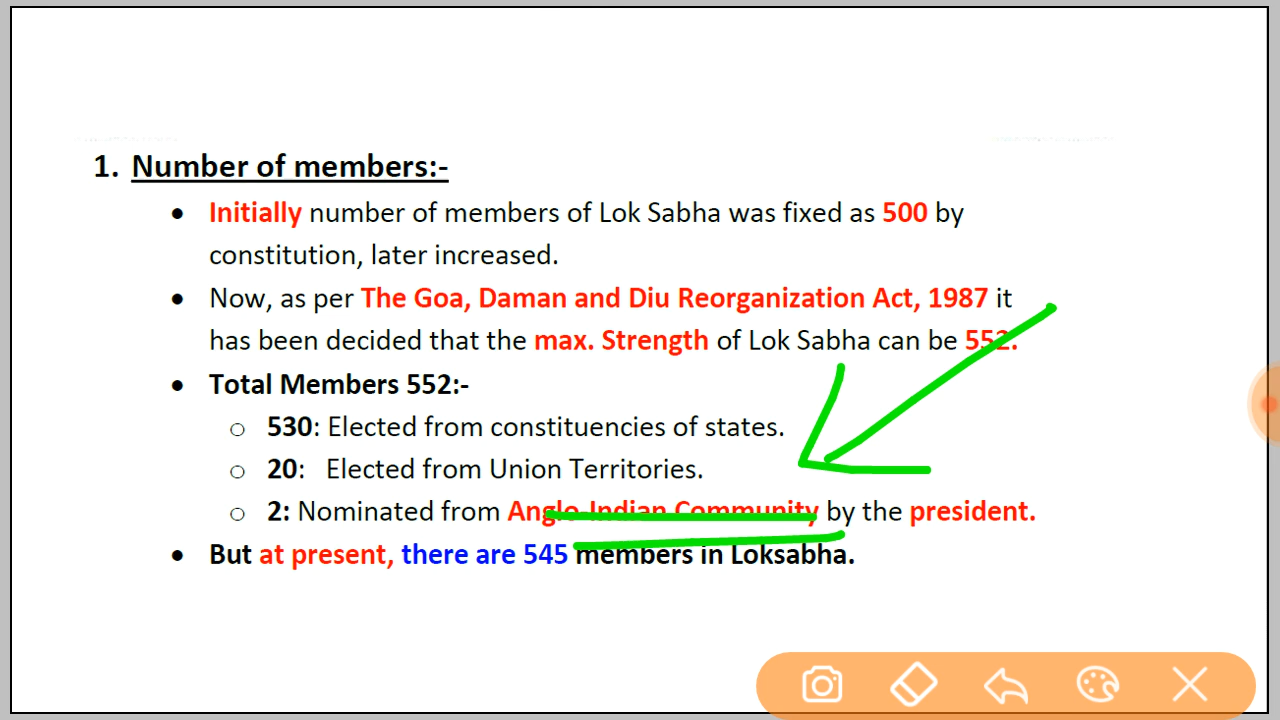 1. Number of members:-
• Initially number of members of Lok Sabha was fixed as 500 by
constitution, later increased.
• Now, as per The Goa, Daman and Diu Reorganization Act, 1987 it
has been decided that the max. Strength of Lok Sabha can be 552.
• Total Members 552:-
o 530: Elected from constituencies of states.
o 20: Elected from Union Territories.
o 2: Nominated from Anglo-Indian Community by the president.
• But at present, there are 545 members in Loksabha.